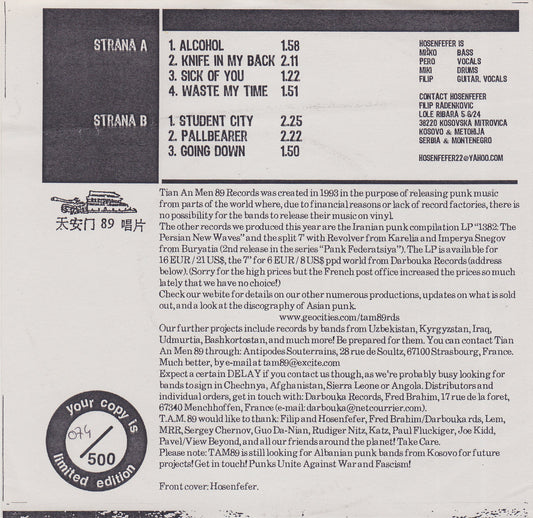 STRANA A
1. ALCOHOL 1.58
2. KNIFE IN MY BACK 2.11
3. SICK OF YOU 1.22
4. WASTE MY TIME 1.51
STRANA B
1. STUDENT CITY 2.25
2. PALLBEARER 2.22
3. GOING DOWN 1.50
HOSENFEFER IS
MIŠKO BASS
PERO VOCALS
MIKI DRUMS
FILIP GUITAR, VOCALS
CONTACT HOSENFEFER
FILIP RADENKOVIC
LOLE RIBARA 5 6/24
38220 KOSOVSKA MITROVICA
KOSOVO & METOHIJA
SERBIA & MONTENEGRO
HOSENFEFER22@YAHOO.COM
天安门 89 唱片
Tian An Men 89 Records was created in 1993 in the purpose of releasing punk music
from parts of the world where, due to financial reasons or lack of record factories, there is
no possibility for the bands to release their music on vinyl.
The other records we produced this year are the Iranian punk compilation LP "1382: The
Persian New Waves" and the split 7' with Revolver from Karelia and Imperya Snegov
from Buryatia (2nd release in the series "Pank Federatsiya"). The LP is available for
16 EUR / 21 US$, the 7" for 6 EUR / 8 US$ ppd world from Darbouka Records (address
below). (Sorry for the high prices but the French post office increased the prices so much
lately that we have no choice!)
Check our webite for details on our other numerous productions, updates on what is sold
out, and a look at the discography of Asian punk.
www.geocities.com/tam89rds
Our further projects include records by bands from Uzbekistan, Kyrgyzstan, Iraq,
Udmurtia, Bashkortostan, and much more! Be prepared for them. You can contact Tian
An Men 89 through: Antipodes Souterrains, 28 rue de Soultz, 67100 Strasbourg, France.
Much better, by e-mail at tam89@excite.com
Expect a certain DELAY if you contact us though, as we're probably busy looking for
bands to sign in Chechnya, Afghanistan, Sierra Leone or Angola. Distributors and
individual orders, get in touch with: Darbouka Records, Fred Brahim, 17 rue de la foret,
67340 Menchhoffen, France (e-mail: darbouka@netcourrier.com).
T.A.M. 89 would like to thank: Filip and Hosenfefer, Fred Brahim/Darbouka rds, Lem,
MRR, Sergey Chernov, Guo Da-Nian, Rudiger Nitz, Katz, Paul Fluckiger, Joe Kidd,
Pavel/View Beyond, and all our friends around the planet! Take Care.
Please note: TAM89 is still looking for Albanian punk bands from Kosovo for future
projects! Get in touch! Punks Unite Against War and Fascism!
Front cover: Hosenfefer.
your copy is
074/500
limited edition